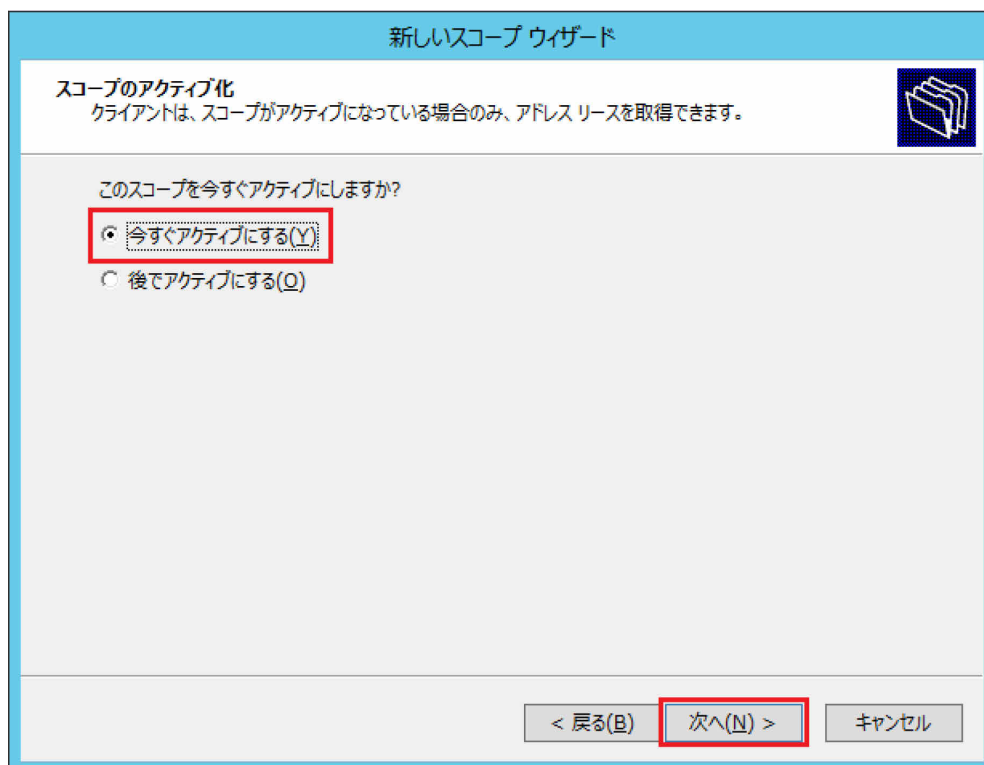 新しいスコープ ウィザード
スコープのアクティブ化
クライアントは、スコープがアクティブになっている場合のみ、アドレス リースを取得できます。
このスコープを今すぐアクティブにしますか?
今すぐアクティブにする(Y)
後でアクティブにする(O)
< 戻る(B)
次へ(N) >
キャンセル